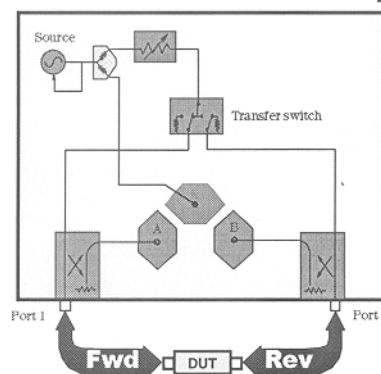 Source
Transfer switch
R
A
B
Port 1
Port
Fwd
DUT
Rev